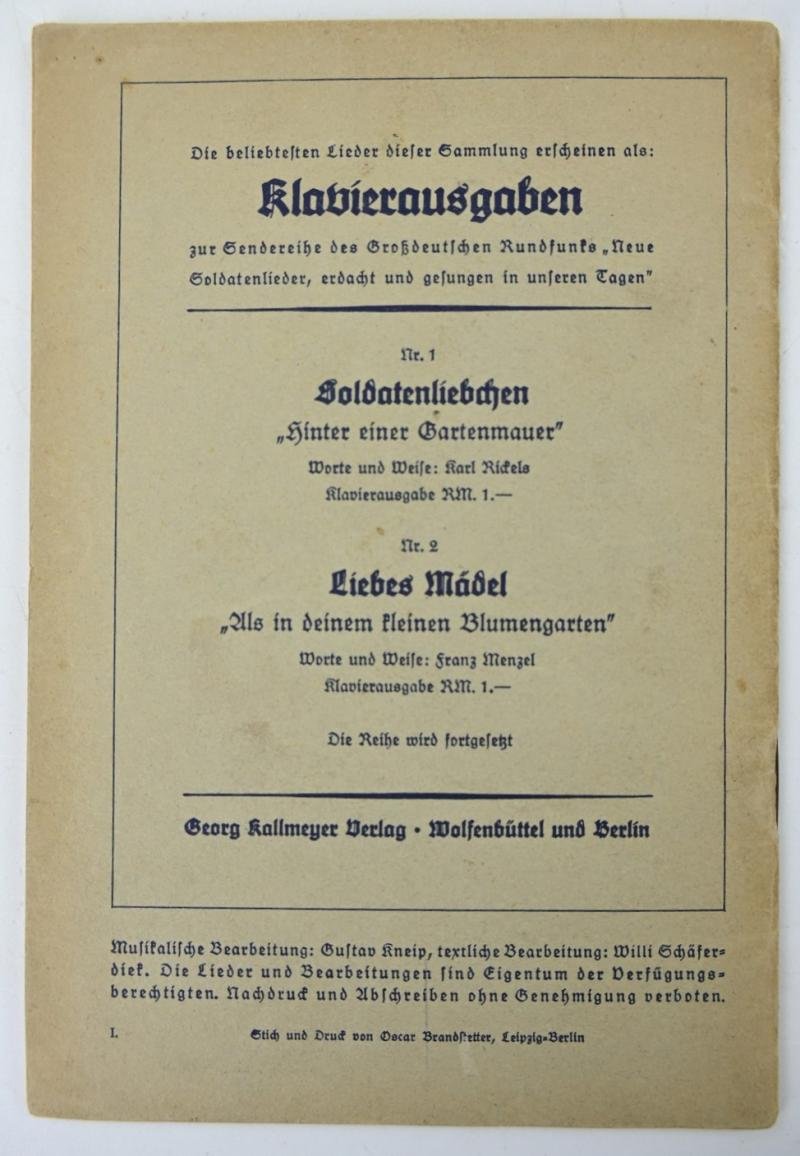 Die beliebtesten Lieder dieser Sammlung erscheinen als:
Klavierausgaben
zur Sendereihe des Großdeutschen Rundfunks „Neue
Soldatenlieder, erdacht und gesungen in unseren Tagen"
Nr. 1
Soldatenliebchen
„Hinter einer Gartenmauer"
Worte und Weise: Karl Rickels
Klavierausgabe RM. 1.—
Nr. 2
Liebes Mädel
„Als in deinem kleinen Blumengarten"
Worte und Weise: Franz Menzel
Klavierausgabe RM. 1.—
Die Reihe wird fortgesetzt
Georg Kallmeyer Verlag • Wolfenbüttel und Berlin
Musikalische Bearbeitung: Gustav Kneip, textliche Bearbeitung: Willi Schäfer-
diek. Die Lieder und Bearbeitungen sind Eigentum der Verfügungs-
berechtigten. Nachdruck und Abschreiben ohne Genehmigung verboten.
I.
Stich und Druck von Oscar Brandstetter, Leipzig-Berlin